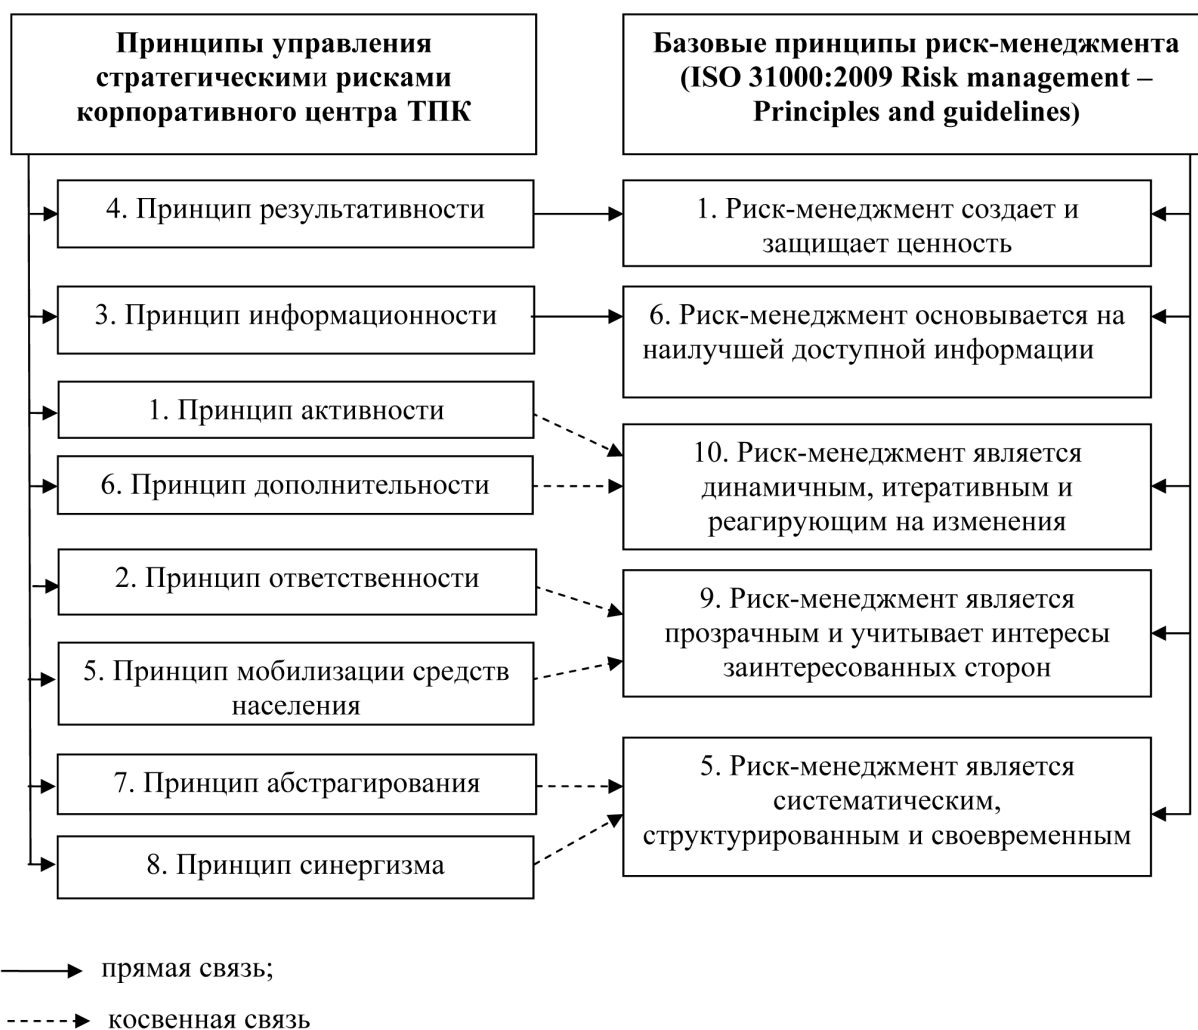 Принципы управления
стратегическими рисками
корпоративного центра ТПК
Базовые принципы риск-менеджмента
(ISO 31000:2009 Risk management –
Principles and guidelines)
4. Принцип результативности
1. Риск-менеджмент создает и
защищает ценность
3. Принцип информационности
6. Риск-менеджмент основывается на
наилучшей доступной информации
1. Принцип активности
10. Риск-менеджмент является
динамичным, итеративным и
реагирующим на изменения
6. Принцип дополнительности
2. Принцип ответственности
9. Риск-менеджмент является
прозрачным и учитывает интересы
заинтересованных сторон
5. Принцип мобилизации средств
населения
7. Принцип абстрагирования
5. Риск-менеджмент является
систематическим,
структурированным и своевременным
8. Принцип синергизма
прямая связь;
косвенная связь